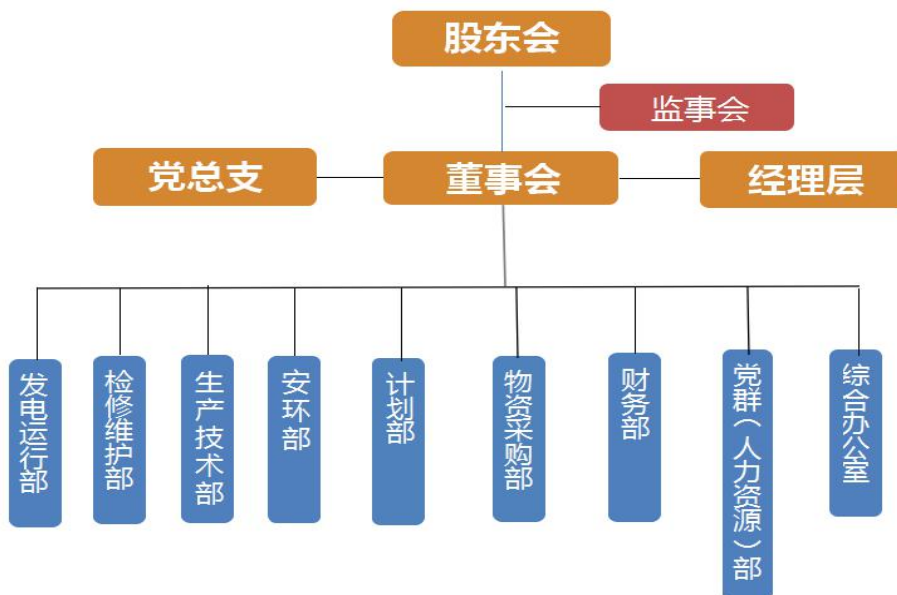 股东会
监事会
党总支
董事会
经理层
发电运行部
检修维护部
生产技术部
安环部
计划部
物资采购部
财务部
党群（人力资源）部
综合办公室